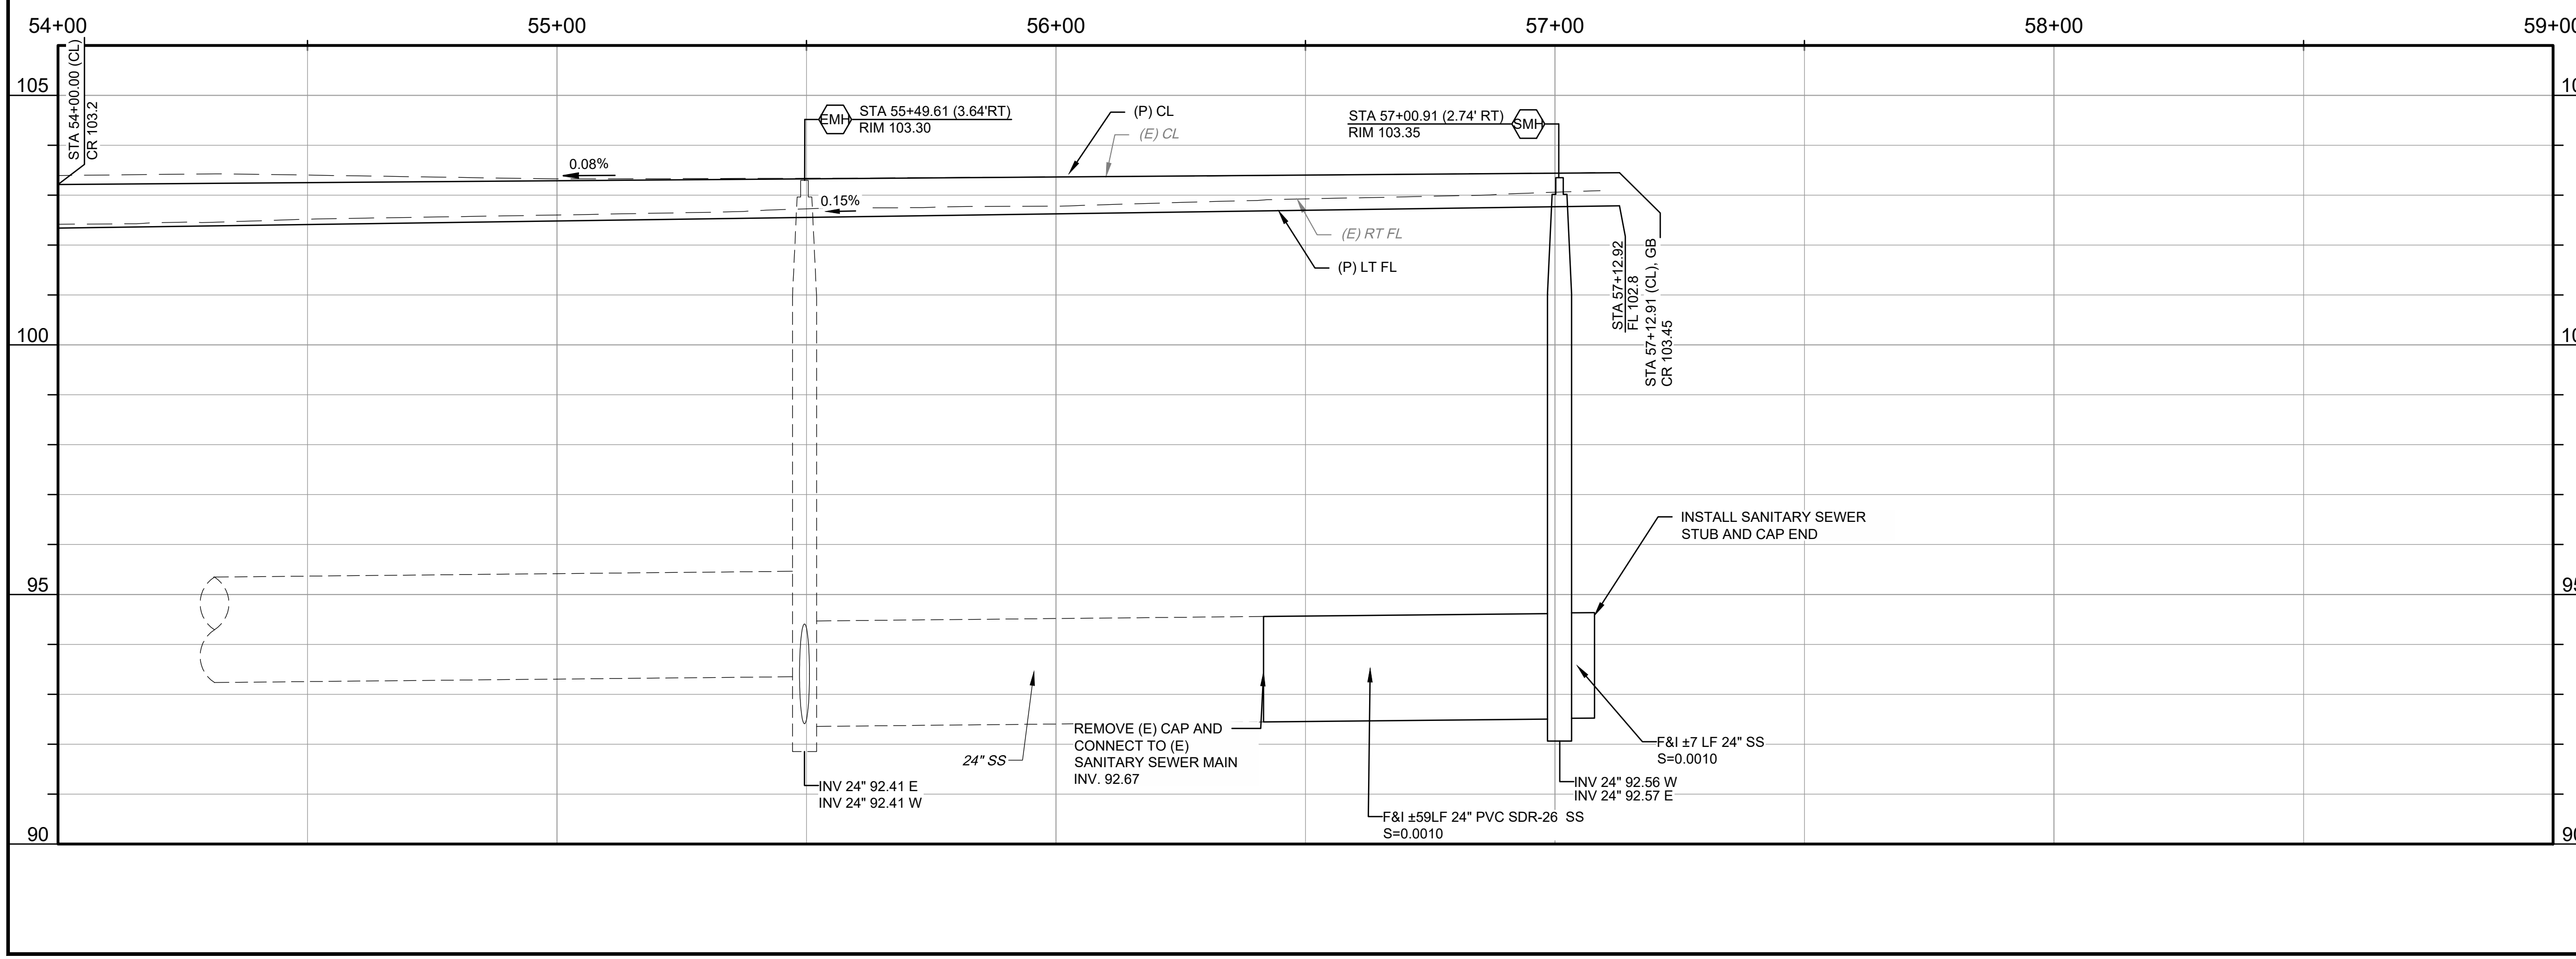 54+00
55+00
56+00
57+00
58+00
59+00
STA 54+00.00 (CL)
CR 103.2
105
EMH
STA 55+49.61 (3.64'RT)
RIM 103.30
(P) CL
(E) CL
STA 57+00.91 (2.74' RT)
RIM 103.35
SMH
0.08%
0.15%
(E) RT FL
(P) LT FL
STA 57+12.92
FL 102.8
STA 57+12.91 (CL), GB
CR 103.45
100
INSTALL SANITARY SEWER
STUB AND CAP END
95
95
REMOVE (E) CAP AND
CONNECT TO (E)
SANITARY SEWER MAIN
INV. 92.67
24" SS
F&I ±7 LF 24" SS
S=0.0010
INV 24" 92.41 E
INV 24" 92.41 W
INV 24" 92.56 W
INV 24" 92.57 E
F&I ±59LF 24" PVC SDR-26 SS
S=0.0010
90